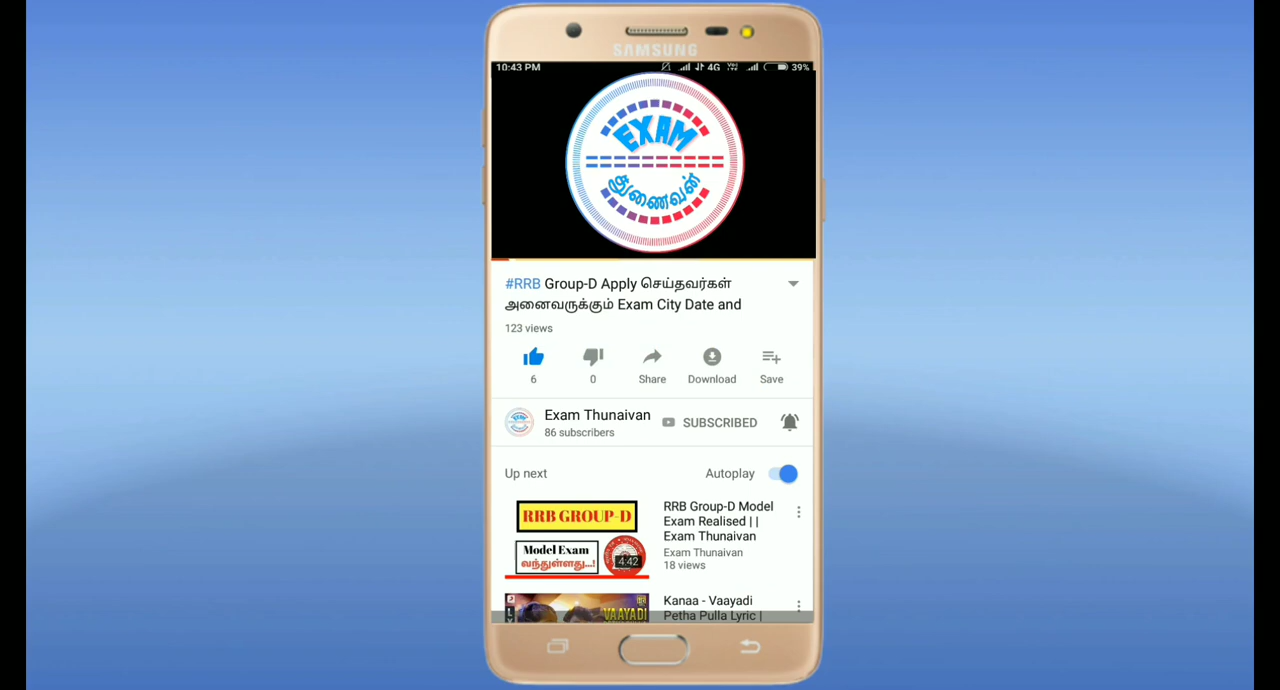 SAMSUNG
10:43 PM 4G 39%
EXAM
துணைவன்
#RRB Group-D Apply செய்தவர்கள்
அனைவருக்கும் Exam City Date and
123 views
6 0 Share Download Save
Exam Thunaivan SUBSCRIBED
86 subscribers
Up next Autoplay
RRB GROUP-D
Model Exam
வந்துள்ளது...!
4:42
RRB Group-D Model
Exam Realised | |
Exam Thunaivan
Exam Thunaivan
18 views
VAAYADI
Kanaa - Vaayadi
Petha Pulla Lyric |